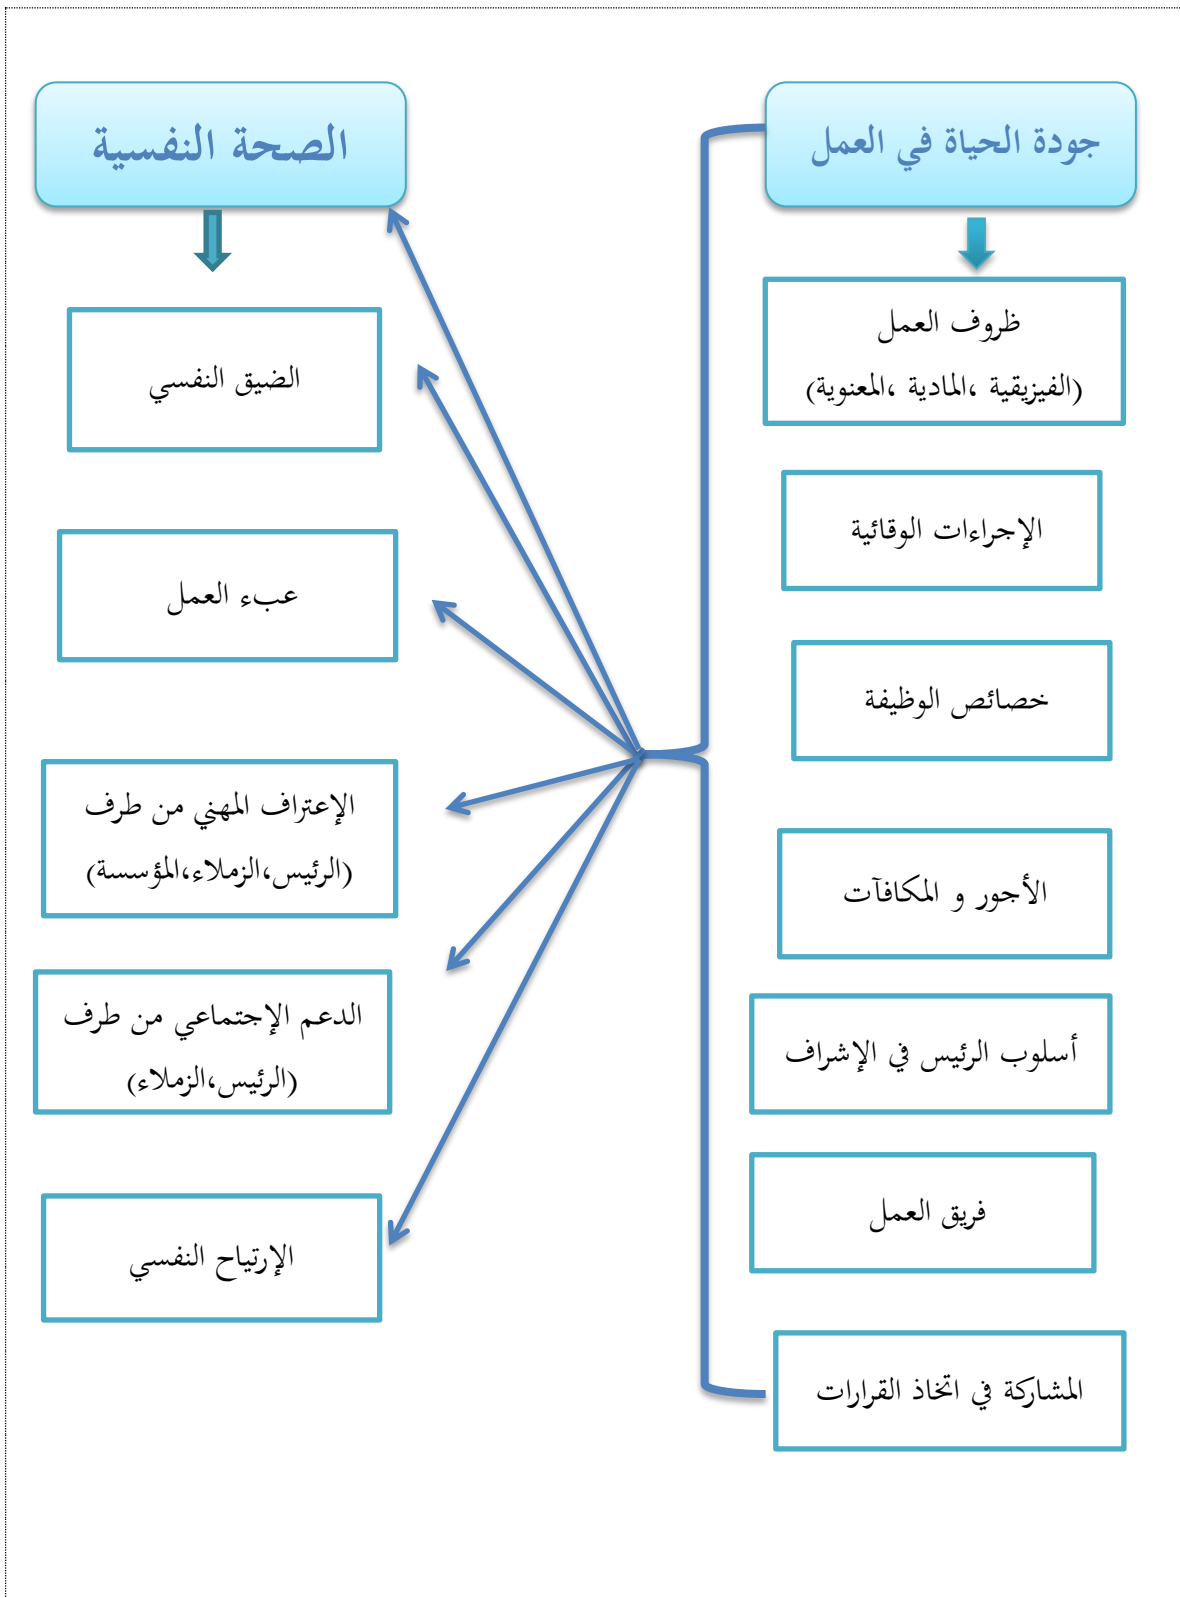 جودة الحياة في العمل
ظروف العمل
(الفيزيقية ،المادية ،المعنوية)
الإجراءات الوقائية
خصائص الوظيفة
الأجور و المكافآت
أسلوب الرئيس في الإشراف
فريق العمل
المشاركة في اتخاذ القرارات
الصحة النفسية
الضيق النفسي
عبء العمل
الإعتراف المهني من طرف
(الرئيس،الزملاء،المؤسسة)
الدعم الإجتماعي من طرف
(الرئيس،الزملاء)
الإرتياح النفسي